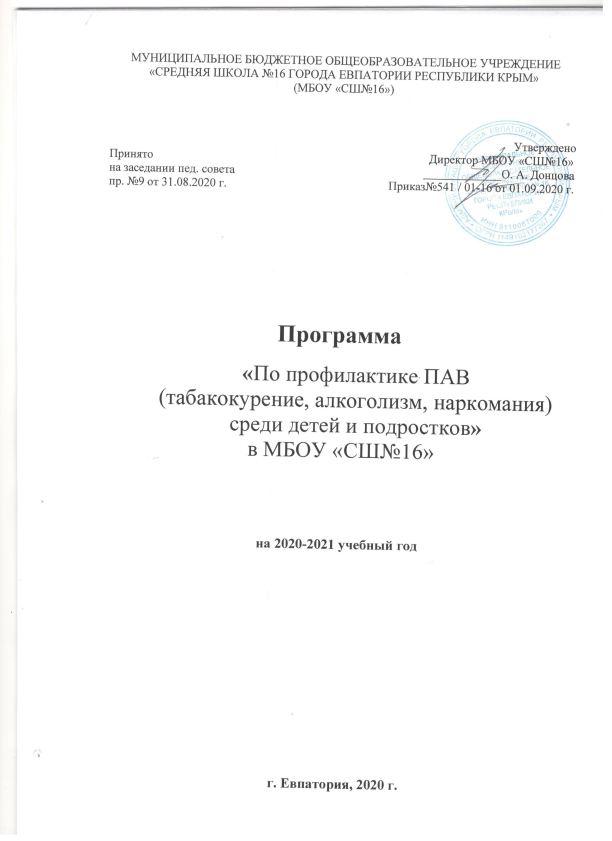 МУНИЦИПАЛЬНОЕ БЮДЖЕТНОЕ ОБЩЕОБРАЗОВАТЕЛЬНОЕ УЧРЕЖДЕНИЕ
«СРЕДНЯЯ ШКОЛА №16 ГОРОДА ЕВПАТОРИИ РЕСПУБЛИКИ КРЫМ»
(МБОУ «СШ№16»)
Принято
на заседании пед. совета
пр. №9 от 31.08.2020 г.
Утверждено
Директор МБОУ «СШ№16»
____________О. А. Донцова
Приказ№541 / 01-16 от 01.09.2020 г.
Программа
«По профилактике ПАВ
(табакокурение, алкоголизм, наркомания)
среди детей и подростков»
в МБОУ «СШ№16»
на 2020-2021 учебный год
г. Евпатория, 2020 г.